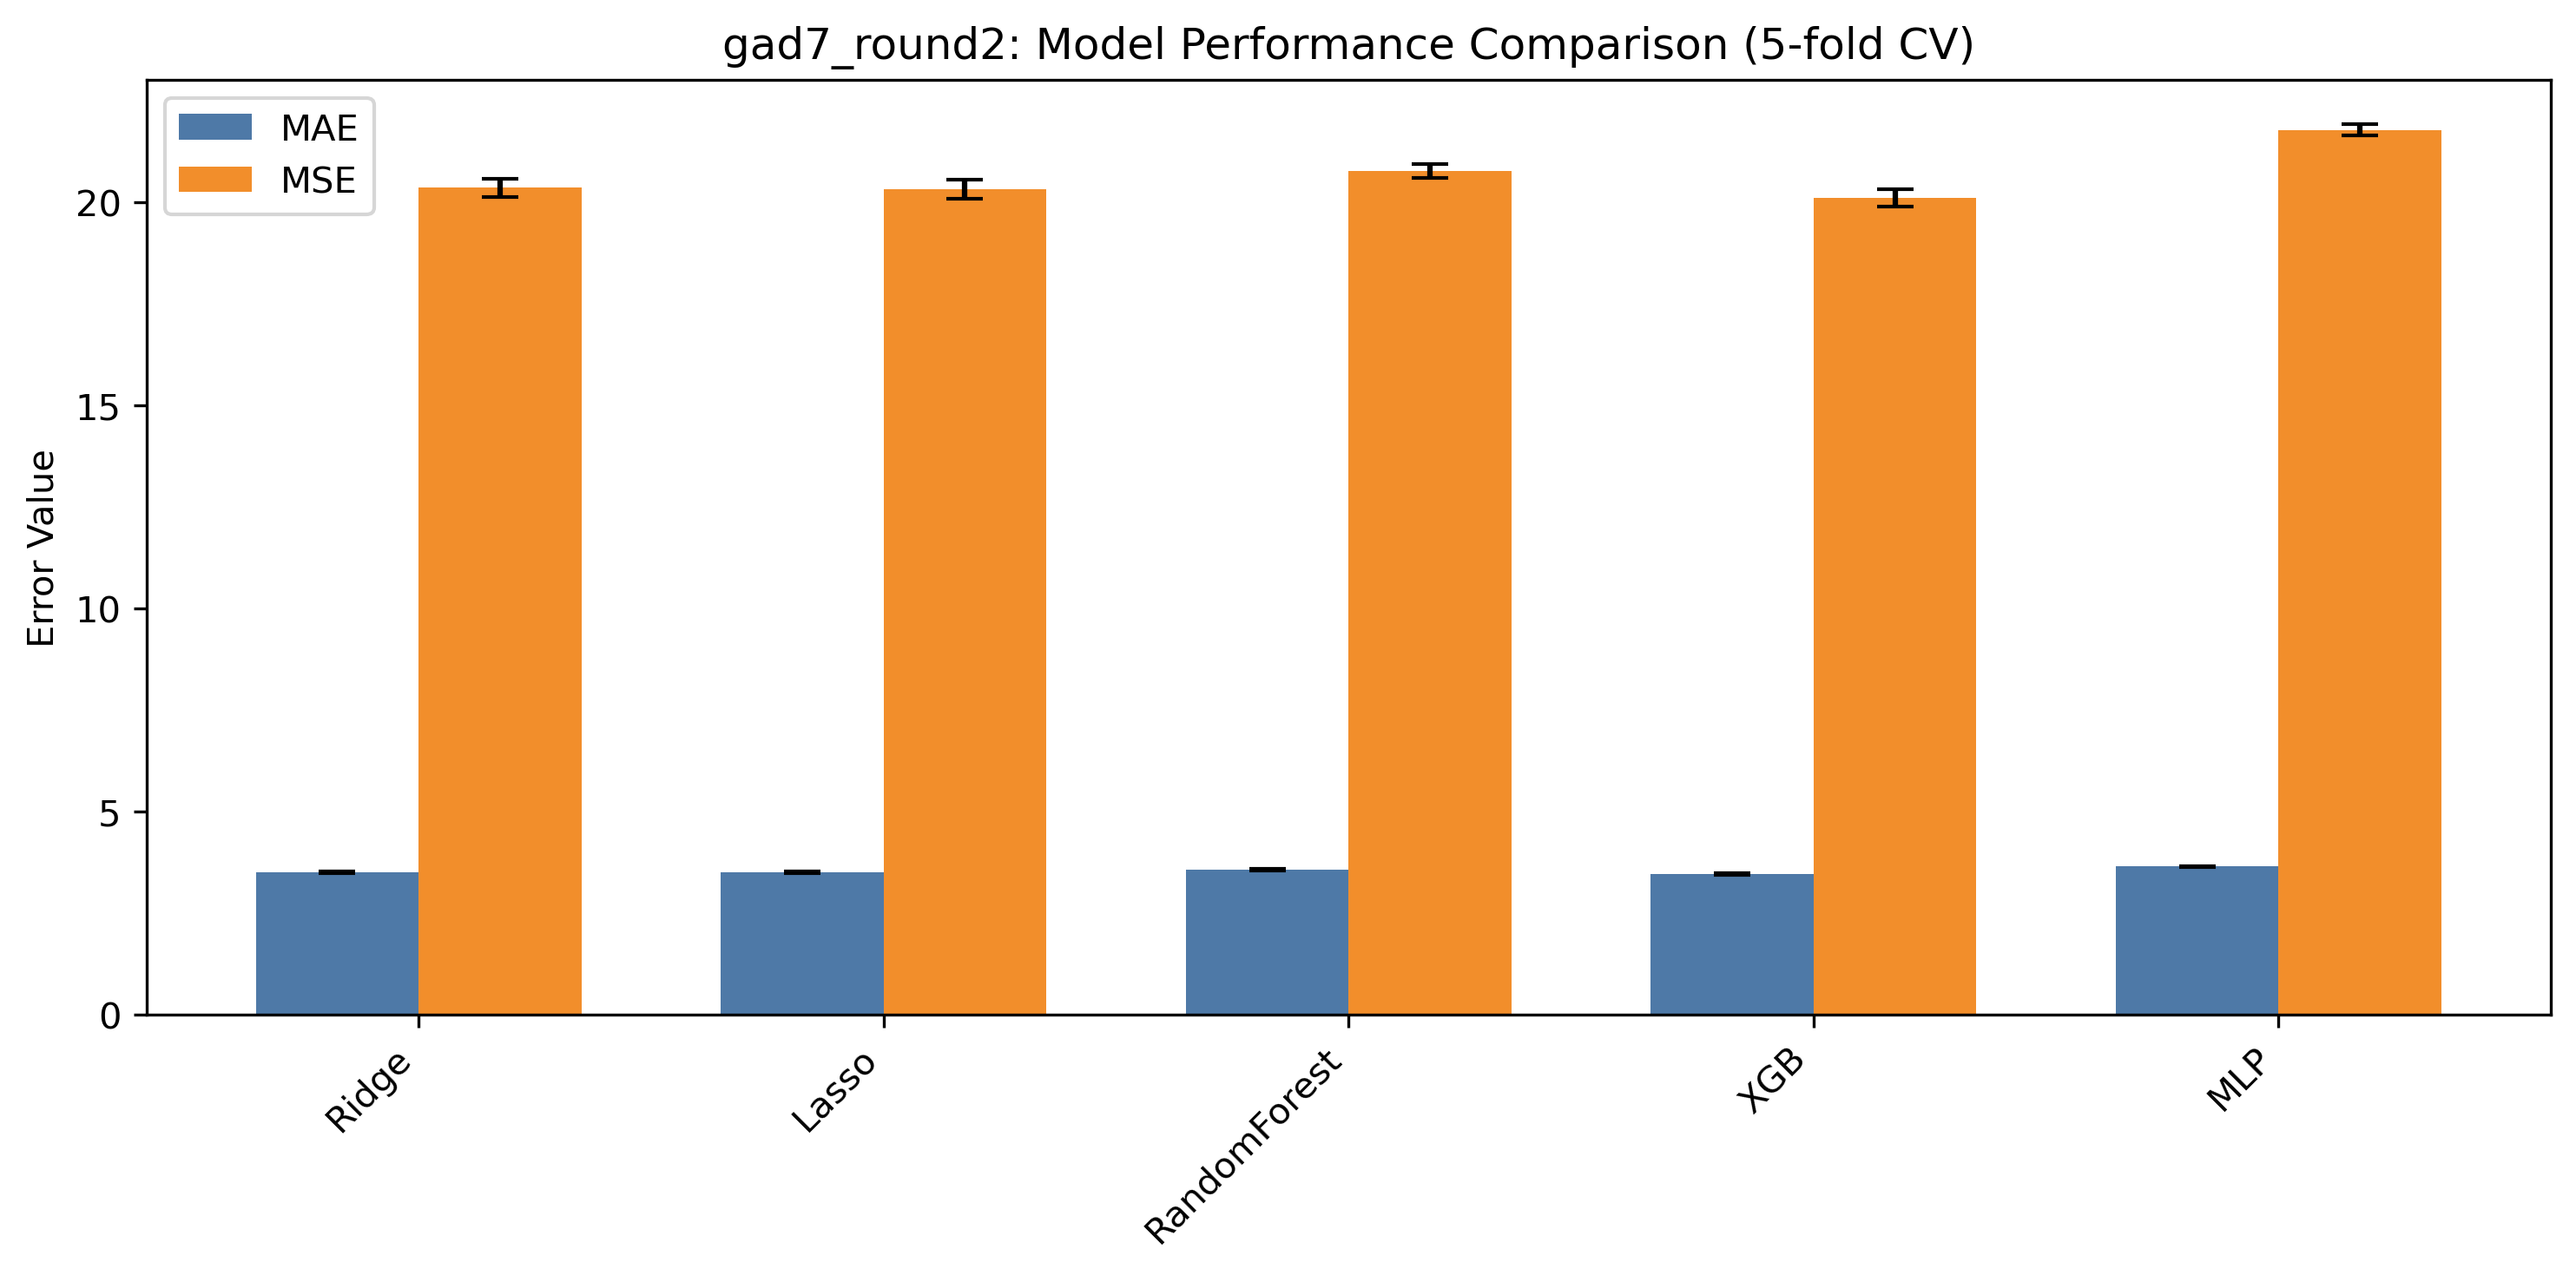 gad7_round2: Model Performance Comparison (5-fold CV)
MAE
MSE
Error Value
20
15
10
5
0
Ridge
Lasso
RandomForest
XGB
MLP